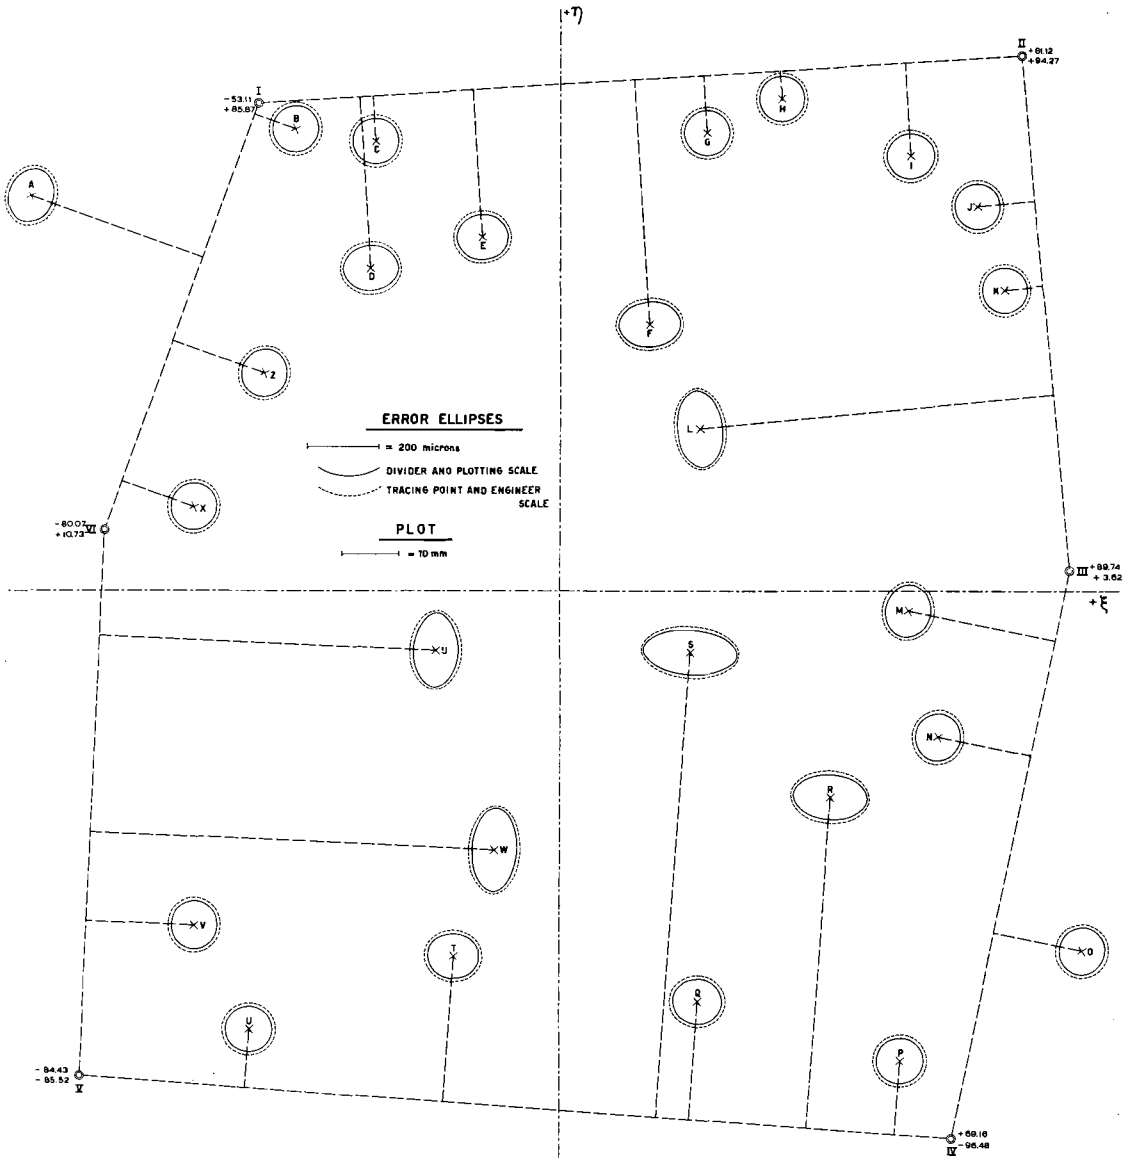 +η
II
+81.12
+94.27
I
-53.11
+85.87
B
H
C
G
A
I
J
E
D
K
F
Z
L
ERROR ELLIPSES
= 200 microns
DIVIDER AND PLOTTING SCALE
TRACING POINT AND ENGINEER
SCALE
X
PLOT
-80.07
VI
+10.73
= 10 mm
III
+89.74
+ 3.62
+ ξ
M
S
N
R
W
V
T
O
Q
U
P
- 84.43
- 85.52
V
+69.16
-96.48
IV